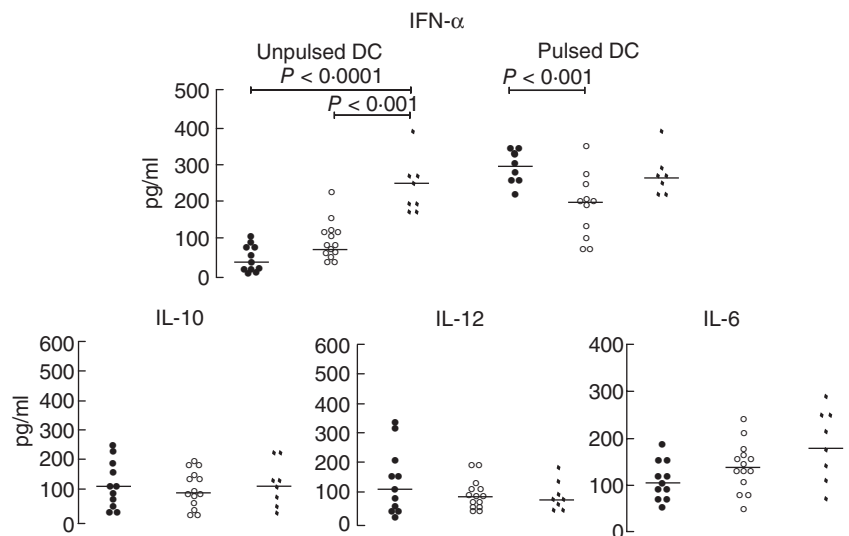 IFN-α
Unpulsed DC Pulsed DC
P < 0·0001 P < 0·001
P < 0·001
500
400
300
200
100
0
pg/ml
IL-10 IL-12 IL-6
600 600 400
500 500
400 400 300
300 300 200
200 200
100 100 100
0 0 0
pg/ml